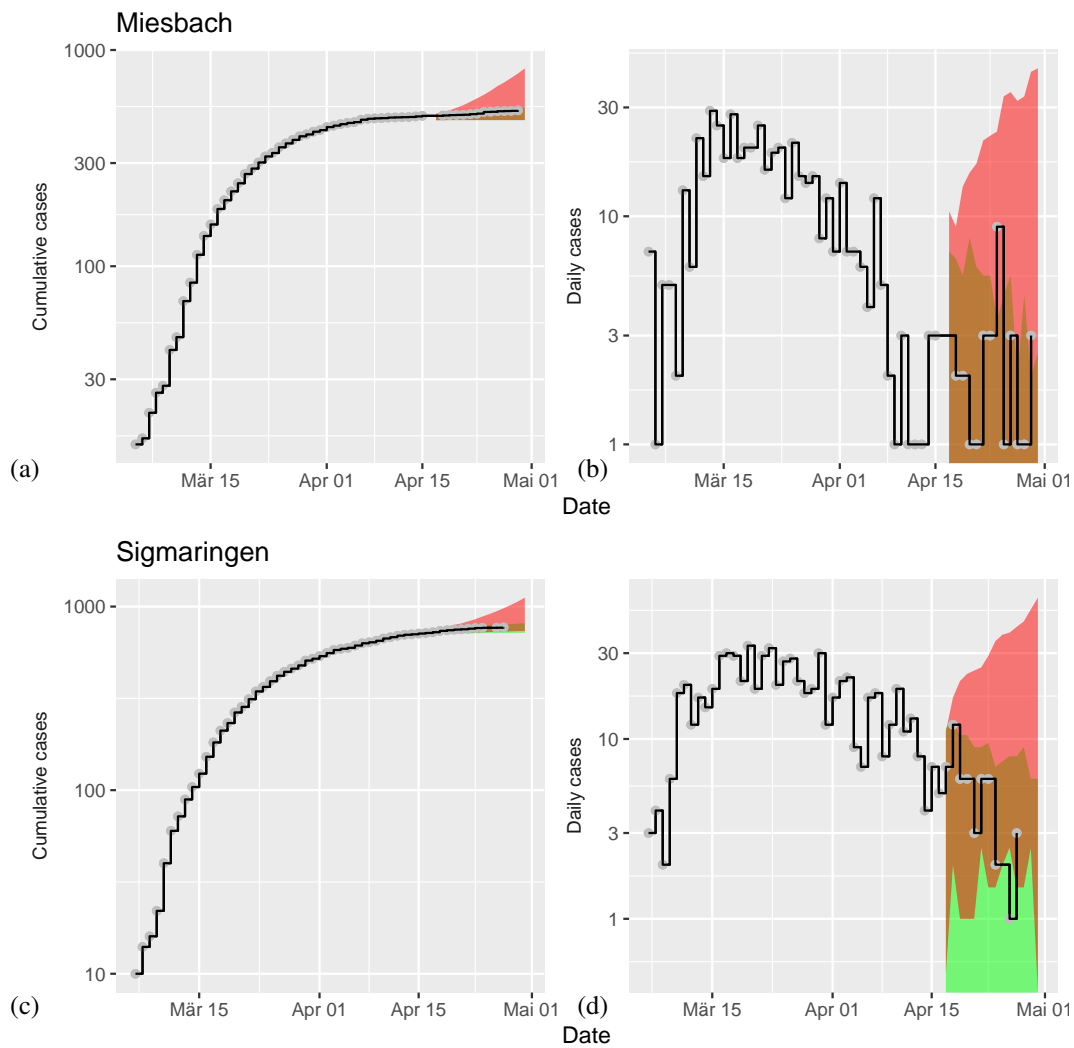 Miesbach
Cumulative cases
1000
300
100
30
Mär 15
Apr 01
Apr 15
Mai 01
(a)
Daily cases
30
10
3
1
Mär 15
Apr 01
Apr 15
Mai 01
(b)
Date
Sigmaringen
Cumulative cases
1000
100
10
Mär 15
Apr 01
Apr 15
Mai 01
(c)
Daily cases
30
10
3
1
Mär 15
Apr 01
Apr 15
Mai 01
(d)
Date